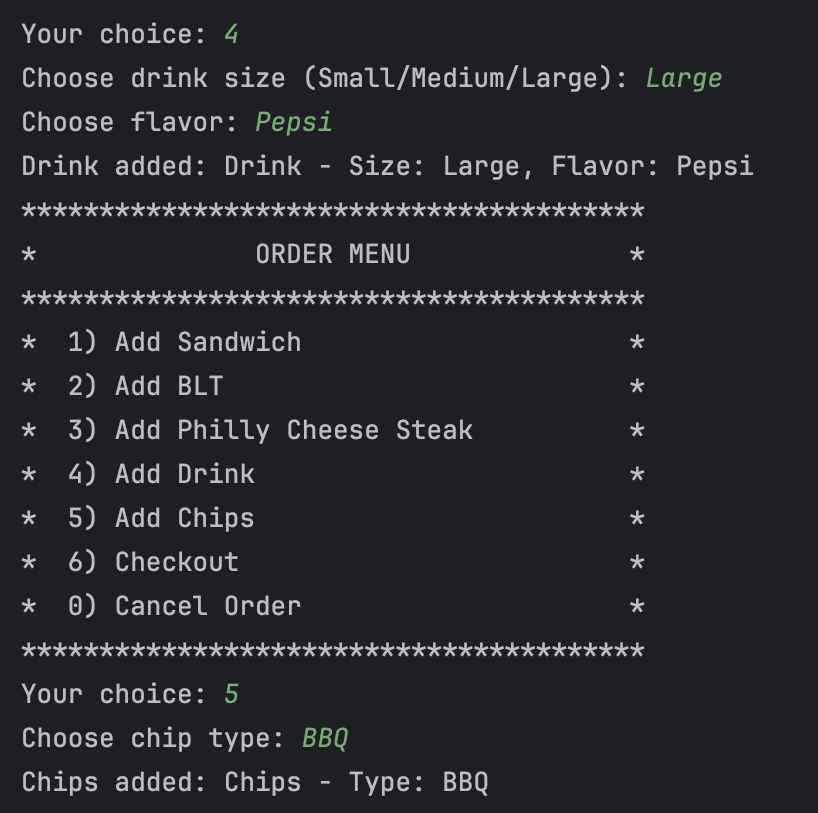 Your choice: 4
Choose drink size (Small/Medium/Large): Large
Choose flavor: Pepsi
Drink added: Drink - Size: Large, Flavor: Pepsi
****************************************
*              ORDER MENU              *
****************************************
*  1) Add Sandwich                     *
*  2) Add BLT                          *
*  3) Add Philly Cheese Steak          *
*  4) Add Drink                        *
*  5) Add Chips                        *
*  6) Checkout                         *
*  0) Cancel Order                     *
****************************************
Your choice: 5
Choose chip type: BBQ
Chips added: Chips - Type: BBQ